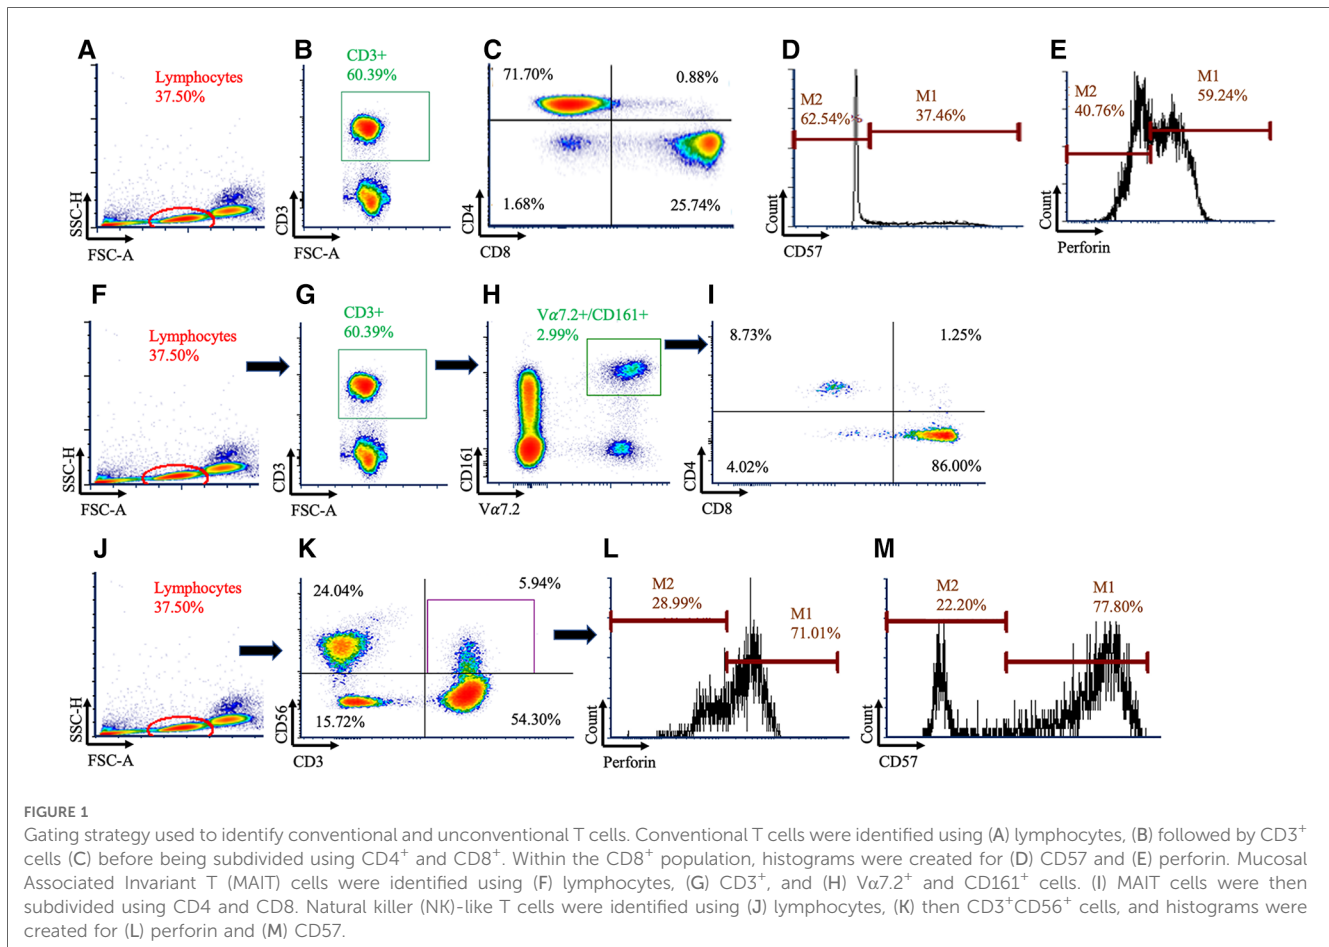 A
Lymphocytes
37.50%
SSC-H
FSC-A
B
CD3+
60.39%
CD3
FSC-A
C
71.70%
0.88%
1.68%
25.74%
CD4
CD8
D
M2
62.54%
M1
37.46%
Count
CD57
E
M2
40.76%
M1
59.24%
Count
Perforin
F
Lymphocytes
37.50%
SSC-H
FSC-A
G
CD3+
60.39%
CD3
FSC-A
H
Vα7.2+/CD161+
2.99%
CD161
Vα7.2
I
8.73%
1.25%
4.02%
86.00%
CD4
CD8
J
Lymphocytes
37.50%
SSC-H
FSC-A
K
24.04%
5.94%
15.72%
54.30%
CD56
CD3
L
M2
28.99%
M1
71.01%
Count
Perforin
M
M2
22.20%
M1
77.80%
Count
CD57
FIGURE 1
Gating strategy used to identify conventional and unconventional T cells. Conventional T cells were identified using (A) lymphocytes, (B) followed by CD3⁺
cells (C) before being subdivided using CD4⁺ and CD8⁺. Within the CD8⁺ population, histograms were created for (D) CD57 and (E) perforin. Mucosal
Associated Invariant T (MAIT) cells were identified using (F) lymphocytes, (G) CD3⁺, and (H) Vα7.2⁺ and CD161⁺ cells. (I) MAIT cells were then
subdivided using CD4 and CD8. Natural killer (NK)-like T cells were identified using (J) lymphocytes, (K) then CD3⁺CD56⁺ cells, and histograms were
created for (L) perforin and (M) CD57.